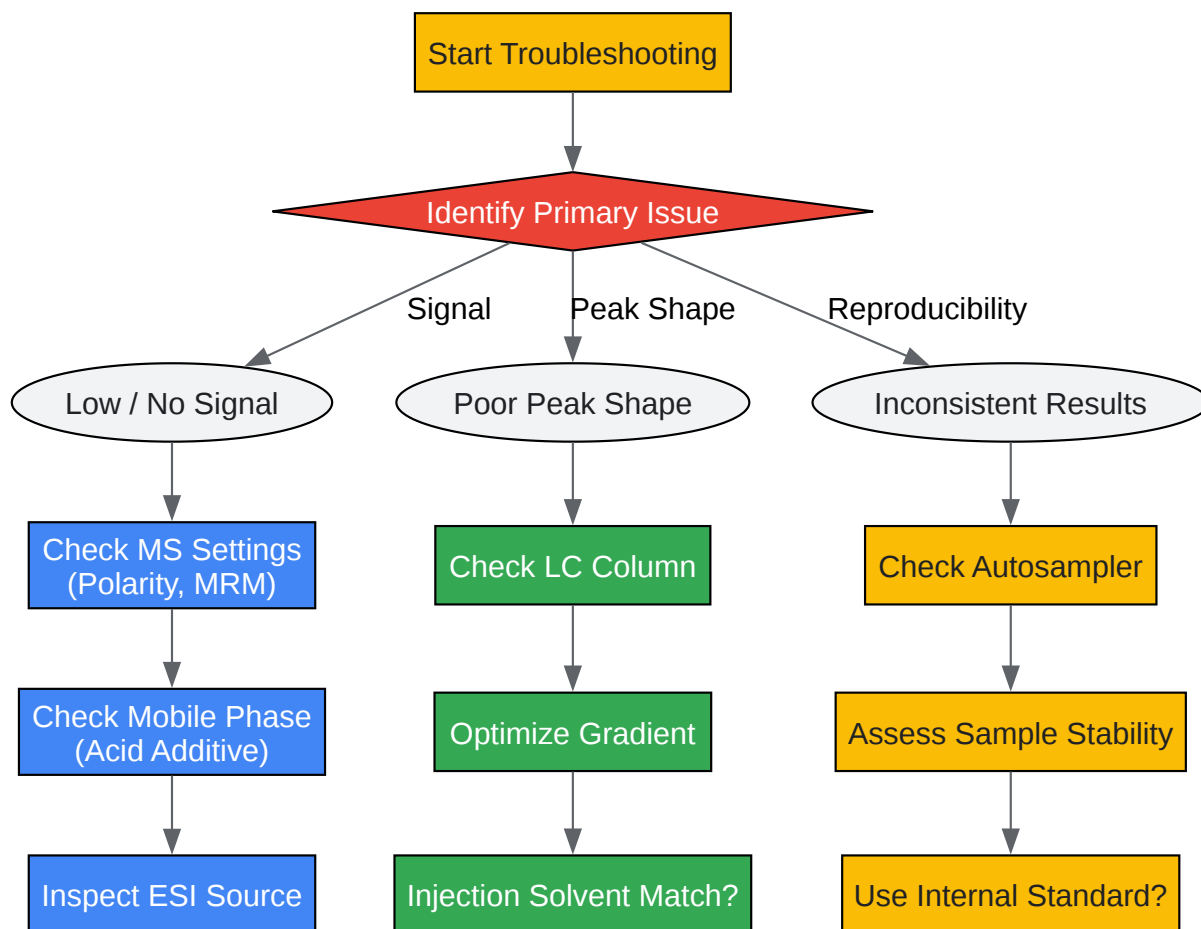 Start Troubleshooting
Identify Primary Issue
Signal
Peak Shape
Reproducibility
Low / No Signal
Poor Peak Shape
Inconsistent Results
Check MS Settings
(Polarity, MRM)
Check LC Column
Check Autosampler
Check Mobile Phase
(Acid Additive)
Optimize Gradient
Assess Sample Stability
Inspect ESI Source
Injection Solvent Match?
Use Internal Standard?